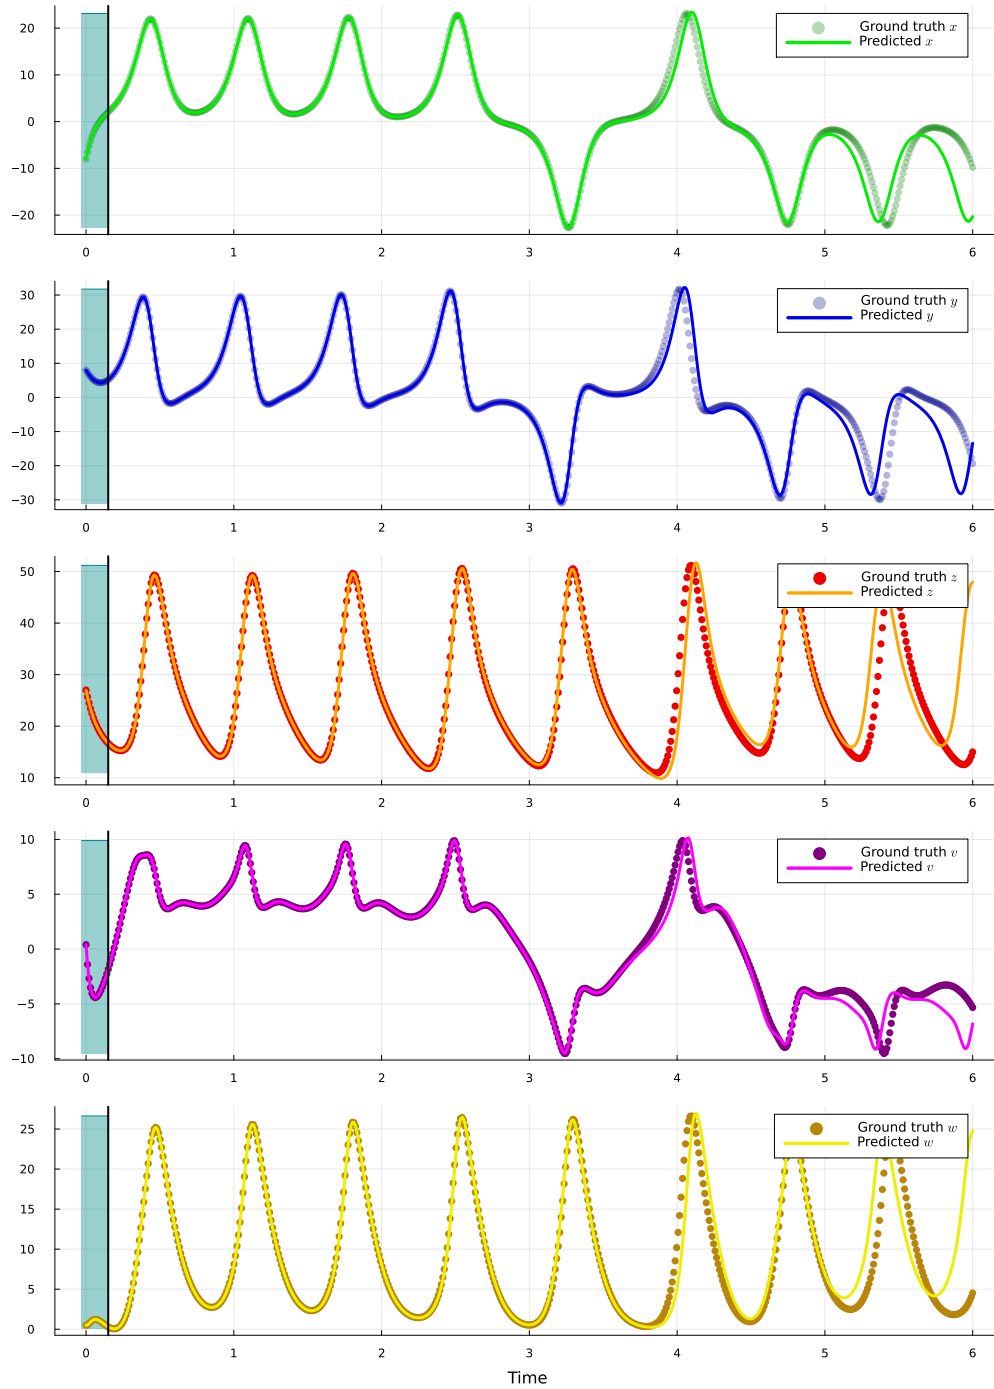 20
10
0
−10
−20
Ground truth x
Predicted x
0 1 2 3 4 5 6
30
20
10
0
−10
−20
−30
Ground truth y
Predicted y
0 1 2 3 4 5 6
50
40
30
20
10
Ground truth z
Predicted z
0 1 2 3 4 5 6
10
5
0
−5
−10
Ground truth v
Predicted v
0 1 2 3 4 5 6
25
20
15
10
5
0
Ground truth w
Predicted w
0 1 2 3 4 5 6
Time